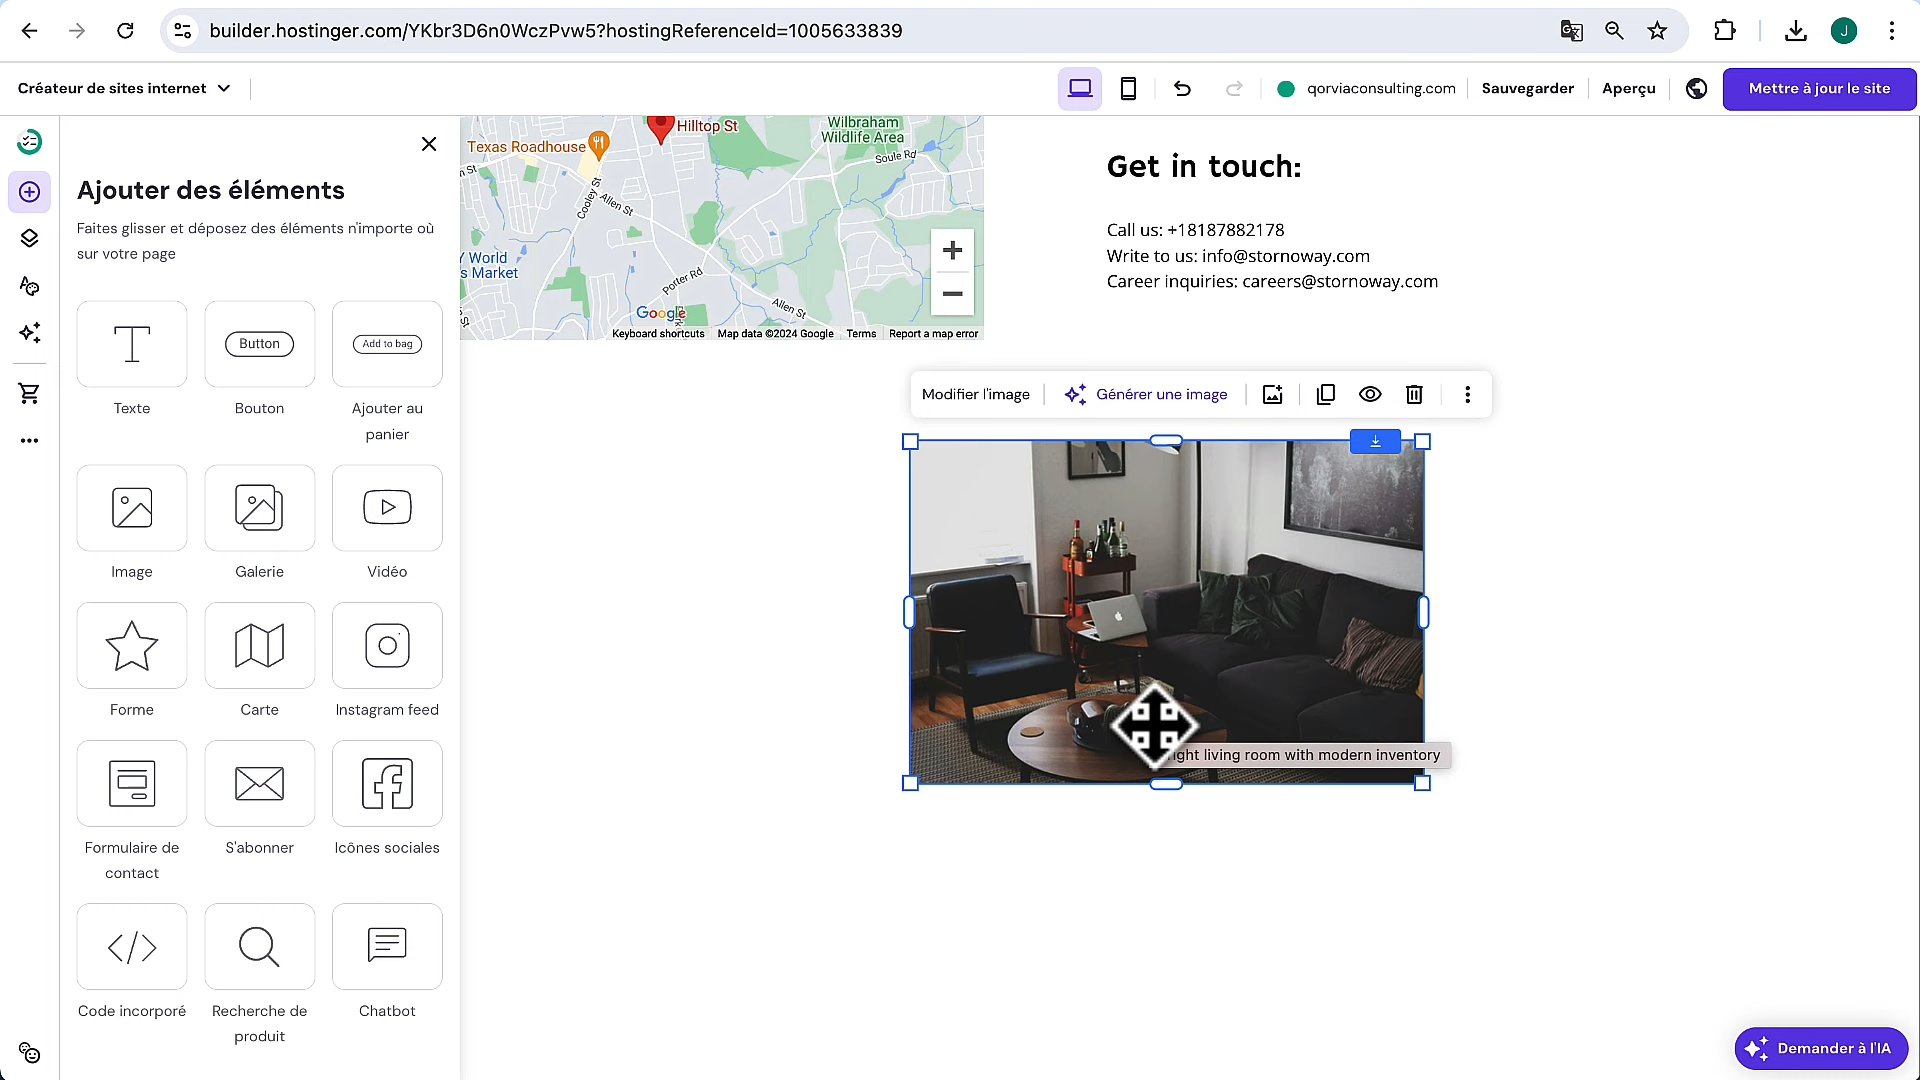 builder.hostinger.com/YKbr3D6n0WczPvw5?hostingReferenceId=1005633839
J
Créateur de sites internet
qorviaconsulting.com
Sauvegarder
Aperçu
Mettre à jour le site
Ajouter des éléments
Faites glisser et déposez des éléments n'importe où
sur votre page
Texte
Button
Bouton
Add to bag
Ajouter au
panier
Image
Galerie
Vidéo
Forme
Carte
Instagram feed
Formulaire de
contact
S'abonner
Icônes sociales
Code incorporé
Recherche de
produit
Chatbot
Texas Roadhouse
Hilltop St
Wilbraham
Wildlife Area
Soule Rd
n St
Cooley St
Allen St
World
s Market
Porter Rd
Allen St
Google
Keyboard shortcuts
Map data ©2024 Google
Terms
Report a map error
Get in touch:
Call us: +18187882178
Write to us: info@stornoway.com
Career inquiries: careers@stornoway.com
Modifier l'image
Générer une image
ght living room with modern inventory
Demander à l'IA